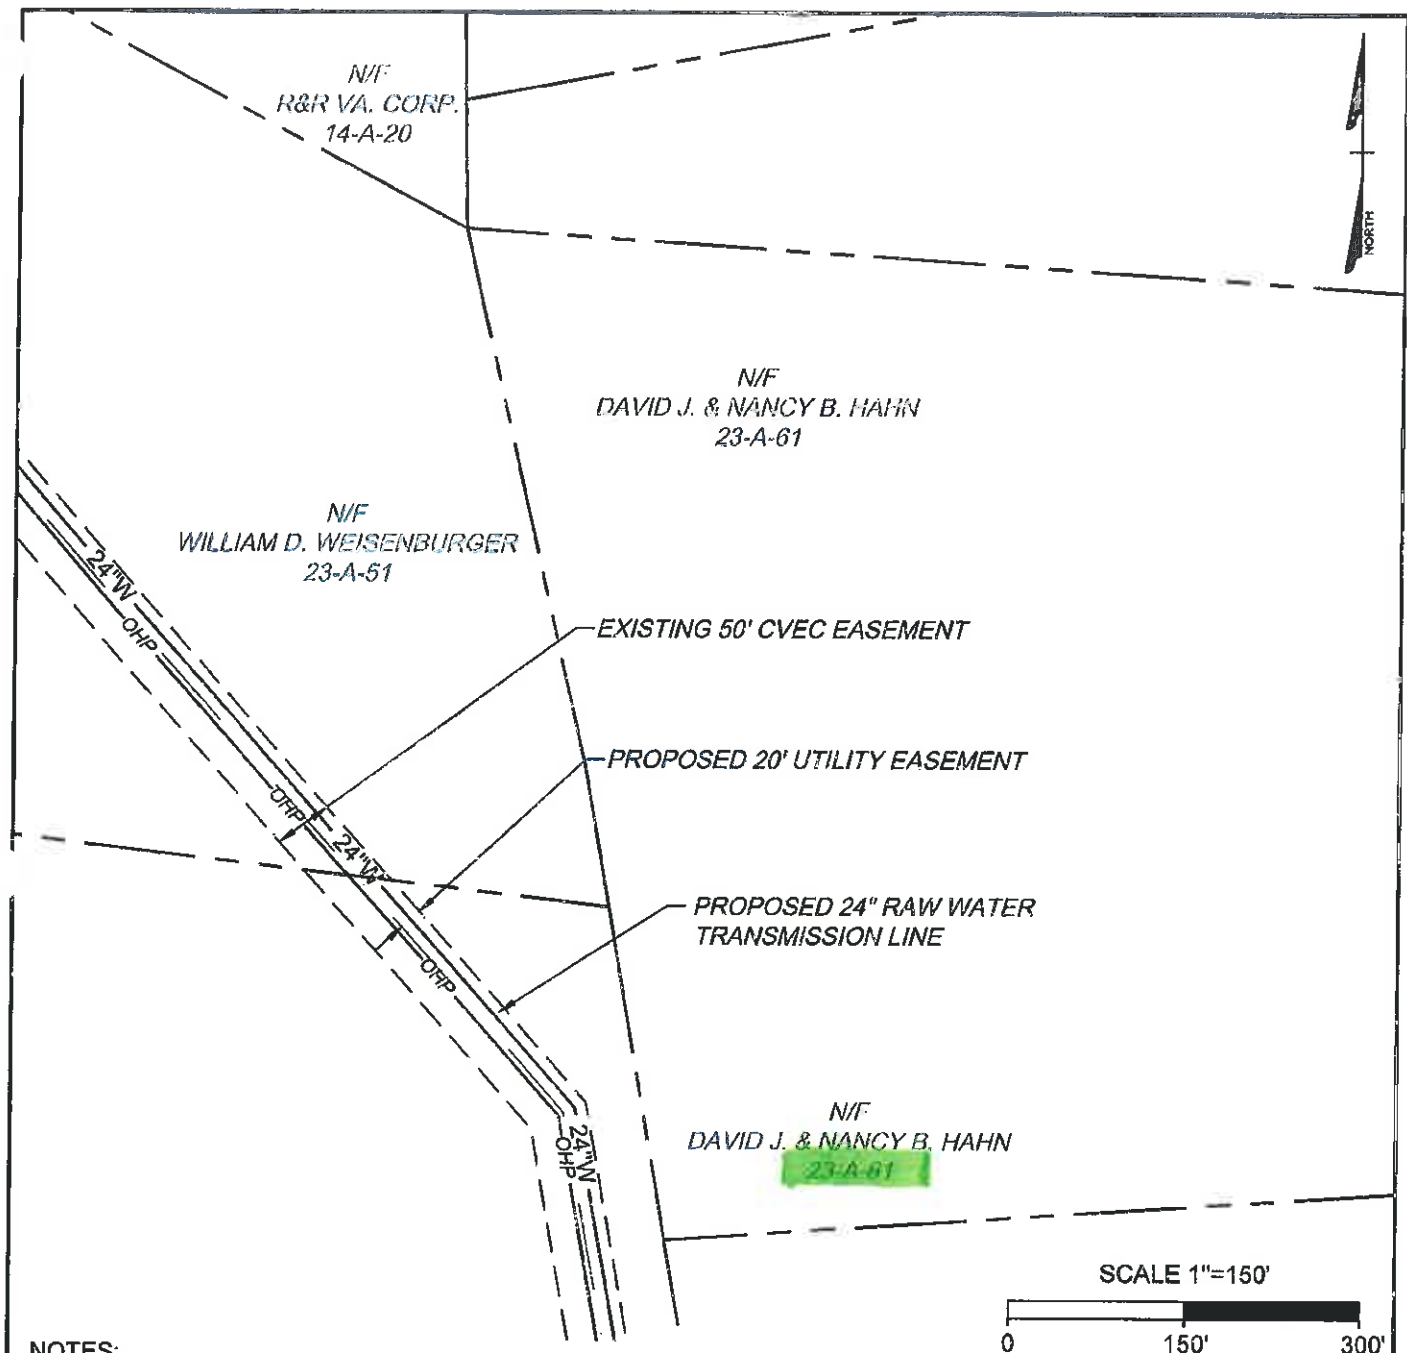 N/F
R&R VA. CORP.
14-A-20
NORTH
N/F
DAVID J. & NANCY B. HAHN
23-A-61
N/F
WILLIAM D. WEISENBURGER
23-A-51
24"W
OHP
EXISTING 50' CVEC EASEMENT
PROPOSED 20' UTILITY EASEMENT
OHP
24"W
PROPOSED 24" RAW WATER
TRANSMISSION LINE
OHP
N/F
DAVID J. & NANCY B. HAHN
23-A-61
24"W
OHP
SCALE 1"=150'
0 150' 300'
NOTES: